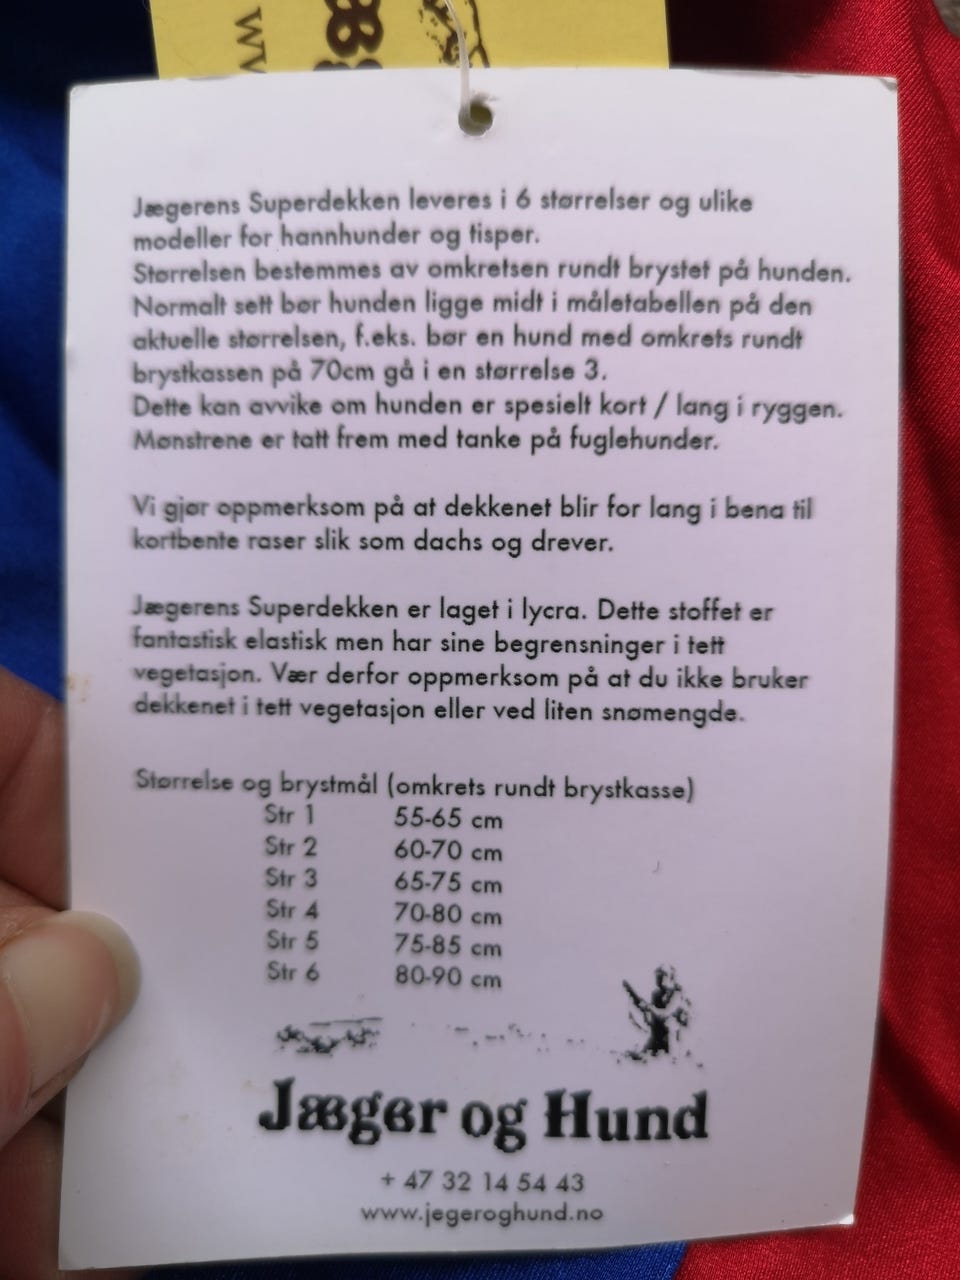 Jægerens Superdekken leveres i 6 størrelser og ulike
modeller for hannhunder og tisper.
Størrelsen bestemmes av omkretsen rundt brystet på hunden.
Normalt sett bør hunden ligge midt i måletabellen på den
aktuelle størrelsen, f.eks. bør en hund med omkrets rundt
brystkassen på 70cm gå i en størrelse 3.
Dette kan avvike om hunden er spesielt kort / lang i ryggen.
Mønstrene er tatt frem med tanke på fuglehunder.
Vi gjør oppmerksom på at dekkenet blir for lang i bena til
kortbente raser slik som dachs og drever.
Jægerens Superdekken er laget i lycra. Dette stoffet er
fantastisk elastisk men har sine begrensninger i tett
vegetasjon. Vær derfor oppmerksom på at du ikke bruker
dekkenet i tett vegetasjon eller ved liten snømengde.
Størrelse og brystmål (omkrets rundt brystkasse)
Str 1 55-65 cm
Str 2 60-70 cm
Str 3 65-75 cm
Str 4 70-80 cm
Str 5 75-85 cm
Str 6 80-90 cm
Jæger og Hund
+ 47 32 14 54 43
www.jegeroghund.no